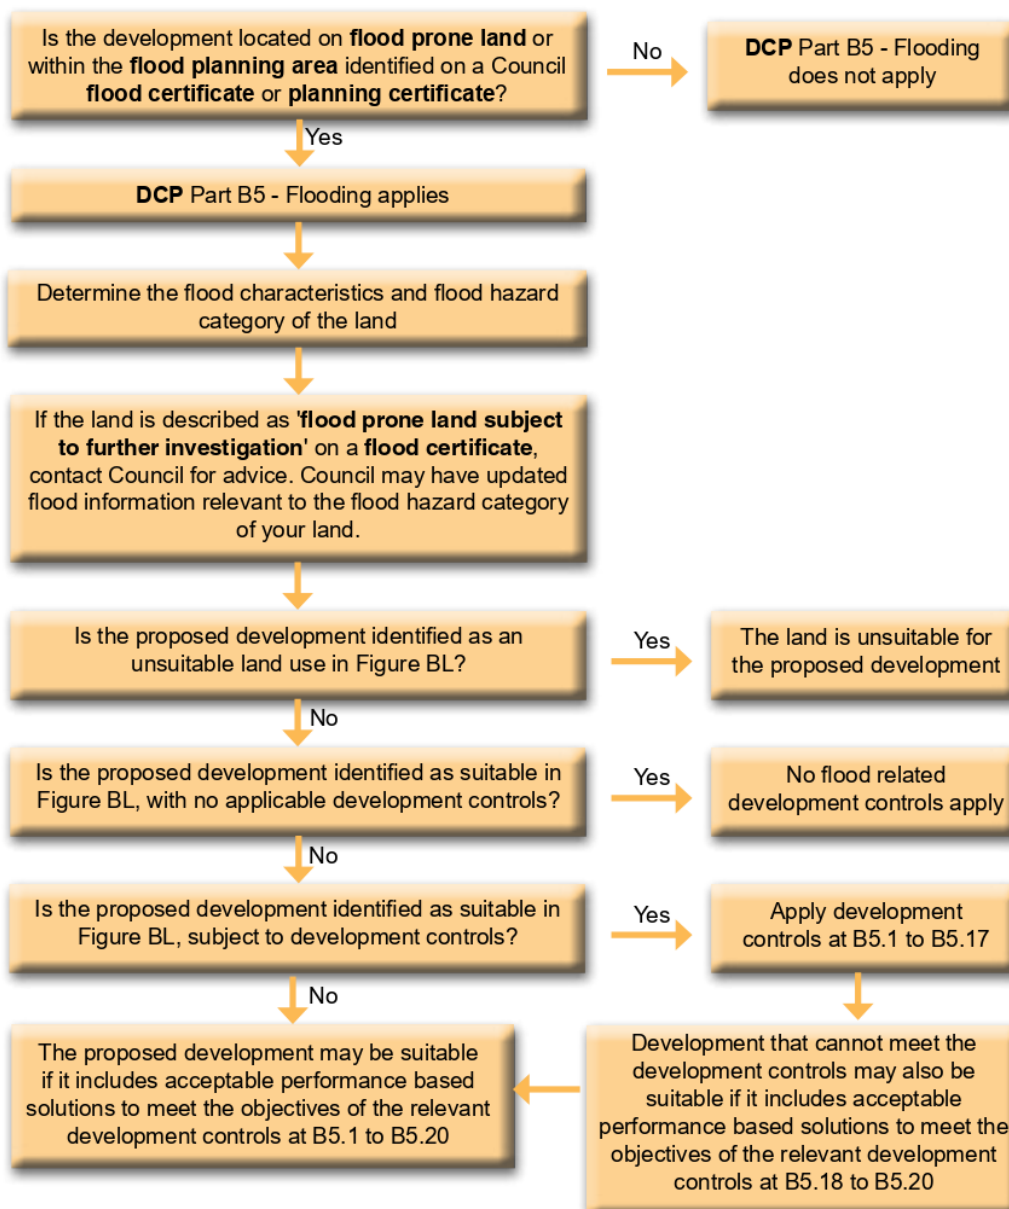 Is the development located on flood prone land or
within the flood planning area identified on a Council
flood certificate or planning certificate?
No
DCP Part B5 - Flooding
does not apply
Yes
DCP Part B5 - Flooding applies
Determine the flood characteristics and flood hazard
category of the land
If the land is described as 'flood prone land subject
to further investigation' on a flood certificate,
contact Council for advice. Council may have updated
flood information relevant to the flood hazard category
of your land.
Is the proposed development identified as an
unsuitable land use in Figure BL?
Yes
The land is unsuitable for
the proposed development
No
Is the proposed development identified as suitable in
Figure BL, with no applicable development controls?
Yes
No flood related
development controls apply
No
Is the proposed development identified as suitable in
Figure BL, subject to development controls?
Yes
Apply development
controls at B5.1 to B5.17
No
The proposed development may be suitable
if it includes acceptable performance based
solutions to meet the objectives of the relevant
development controls at B5.1 to B5.20
Development that cannot meet the
development controls may also be
suitable if it includes acceptable
performance based solutions to meet the
objectives of the relevant development
controls at B5.18 to B5.20